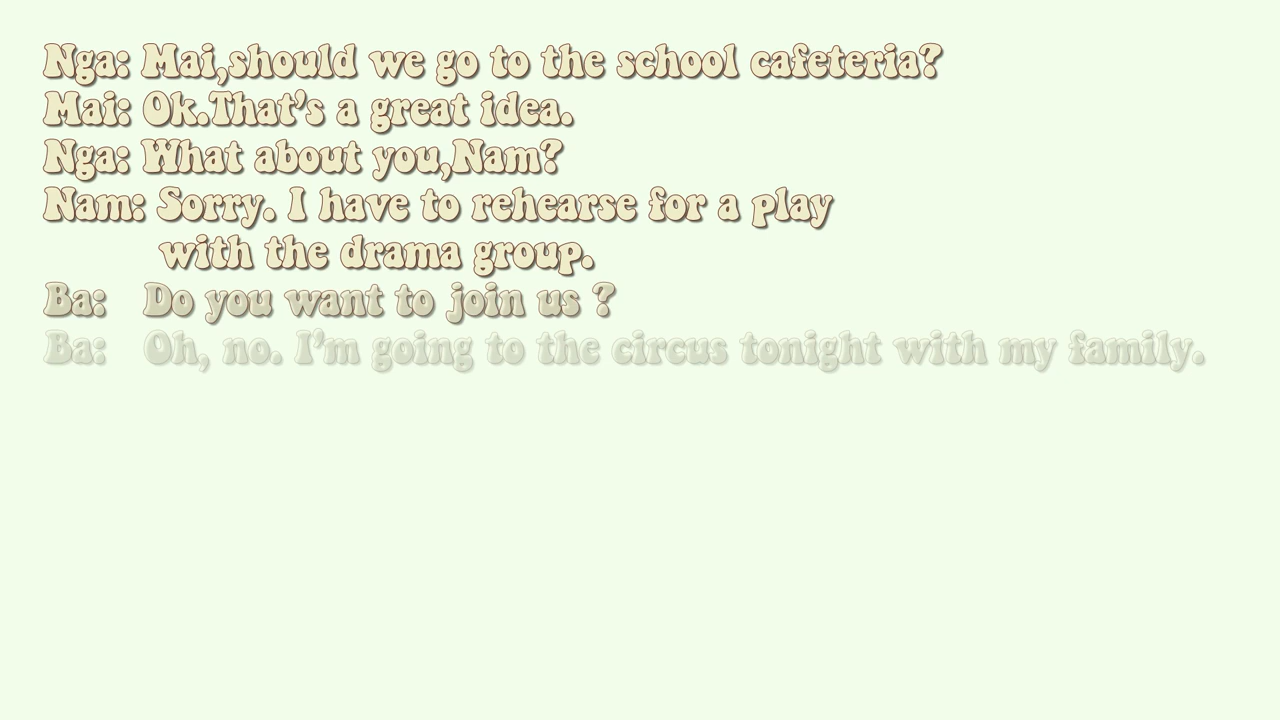 Nga: Mai,should we go to the school cafeteria?
Mai: Ok.That's a great idea.
Nga: What about you,Nam?
Nam: Sorry. I have to rehearse for a play
with the drama group.
Ba: Do you want to join us ?
Ba: Oh, no. I'm going to the circus tonight with my family.